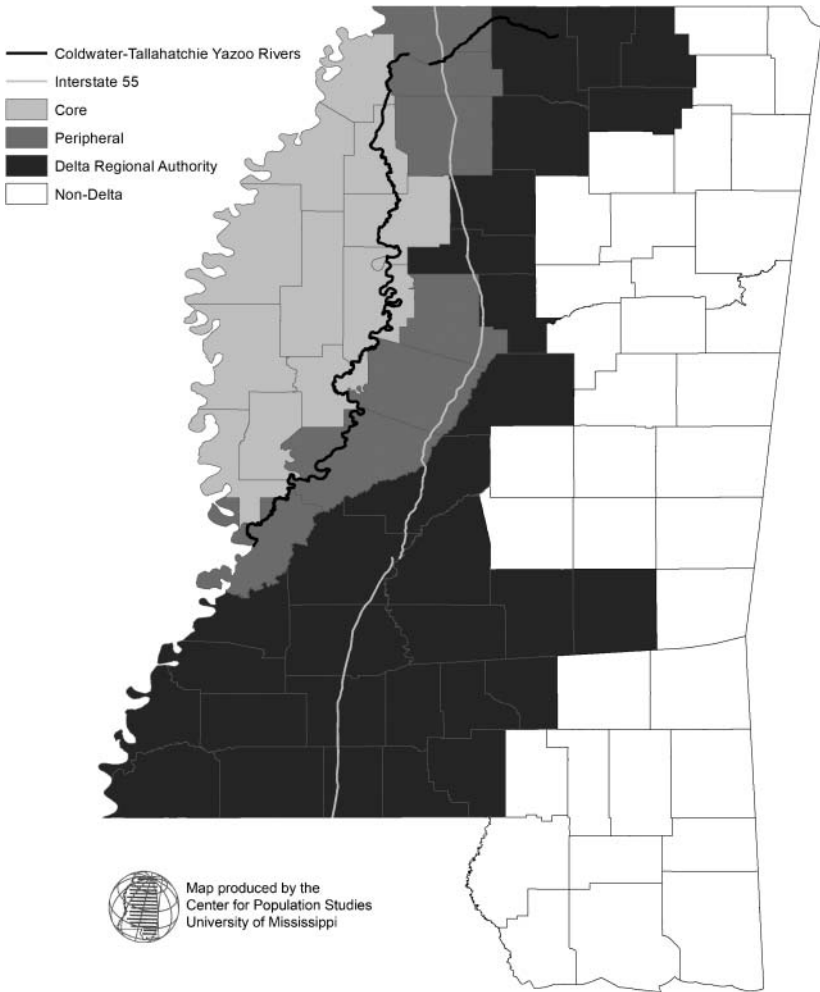 Coldwater-Tallahatchie Yazoo Rivers
Interstate 55
Core
Peripheral
Delta Regional Authority
Non-Delta
Map produced by the
Center for Population Studies
University of Mississippi